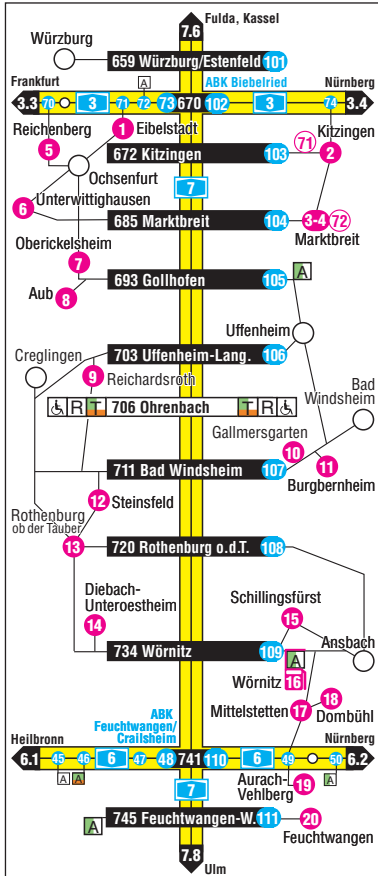 Fulda, Kassel
7.6
Würzburg
659 Würzburg/Estenfeld 101
Frankfurt
A
ABK Biebelried
Nürnberg
3.3 70 3 71 72 73 670 102 3 74 3.4
Reichenberg
5
1 Eibelstadt
Kitzingen
71
672 Kitzingen 103
2
Ochsenfurt
7
6 Unterwittighausen
685 Marktbreit 104
3-4 72
Marktbreit
Oberickelsheim
7
693 Gollhofen 105
A
Aub 8
Uffenheim
Creglingen
703 Uffenheim-Lang. 106
9 Reichardsroth
Bad
Windsheim
R T 706 Ohrenbach T R
Gallmersgarten
10
711 Bad Windsheim 107
11
Burgbernheim
12
Steinsfeld
Rothenburg
ob der Tauber
13
720 Rothenburg o.d.T. 108
Diebach-
Unteroestheim
14
Schillingsfürst
15
Ansbach
734 Wörnitz 109
A
Wörnitz 16
Mittelstetten 17
18
Dombühl
ABK
Feuchtwangen/
Crailsheim
Heilbronn
Nürnberg
6.1 45 46 6 47 48 741 110 6 49 50 6.2
A A
A
Aurach-
Vehlberg
19
7
745 Feuchtwangen-W. 111
20
A
Feuchtwangen
7.8
Ulm